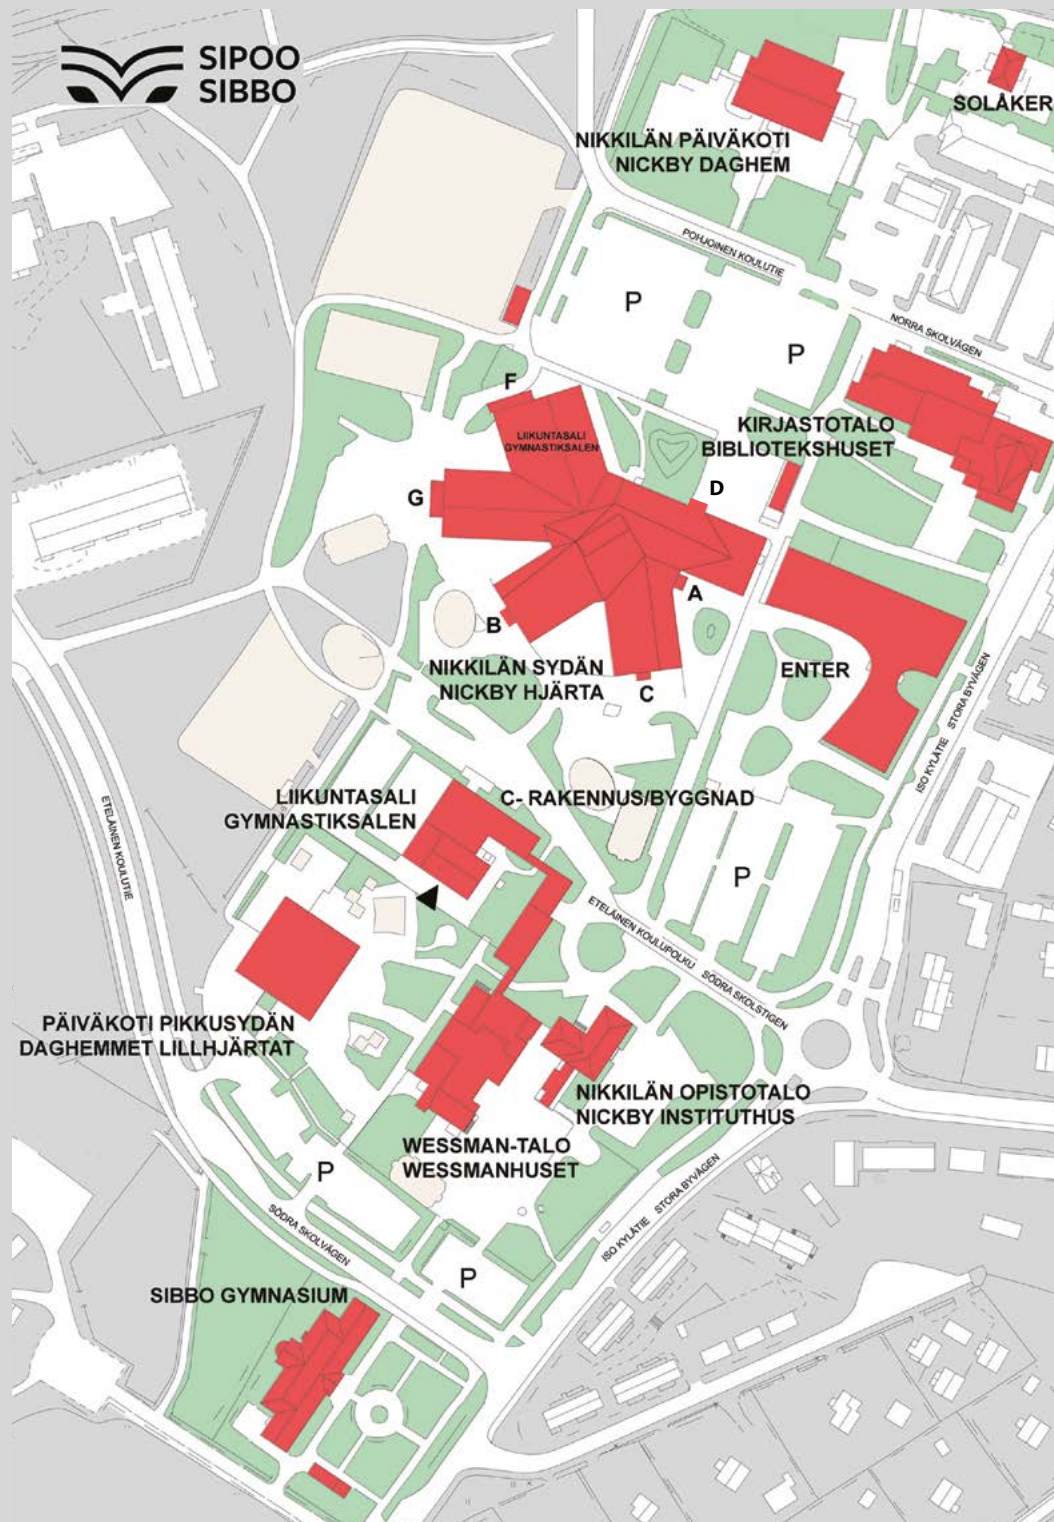 SIPOO
SIBBO
SOLÅKER
NIKKILÄN PÄIVÄKOTI
NICKBY DAGHEM
POHJOINEN KOULUTIE
P
NORRA SKOLVÄGEN
P
F
LIIKUNTASALI
GYMNASTIKSALEN
KIRJASTOTALO
BIBLIOTEKSHUSET
G
D
A
B
NIKKILÄN SYDÄN
NICKBY HJÄRTA
C
ENTER
ISO KYLÄTIE STORA BYVÄGEN
LIIKUNTASALI
GYMNASTIKSALEN
C- RAKENNUS/BYGGNAD
ETELÄINEN KOULUTIE
P
ETELÄINEN KOULUPOLKU SÖDRA SKOLSTIGEN
PÄIVÄKOTI PIKKUSYDÄN
DAGHEMMET LILLHJÄRTAT
NIKKILÄN OPISTOTALO
NICKBY INSTITUTHUS
WESSMAN-TALO
WESSMANHUSET
P
ISO KYLÄTIE STORA BYVÄGEN
SÖDRA SKOLVÄGEN
P
SIBBO GYMNASIUM